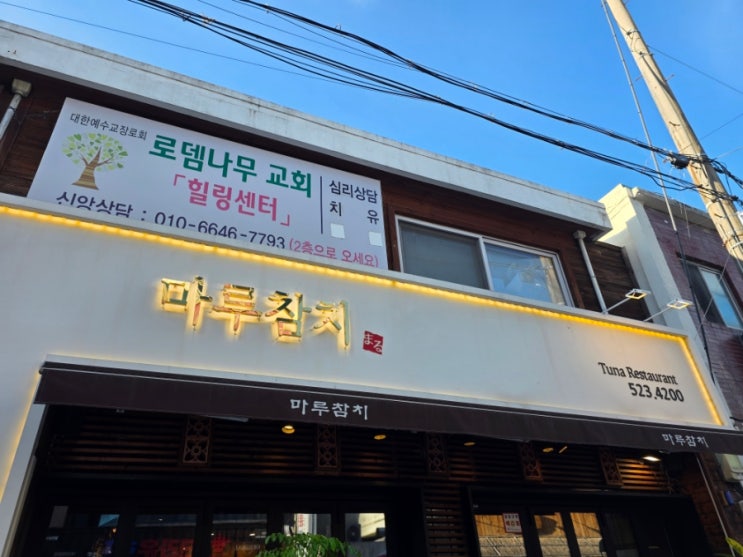 대한예수교장로회
로뎀나무 교회
「힐링센터」
심리상담
치 유
신앙상담 : 010-6646-7793 (2층으로 오세요)
마루참치
まる
Tuna Restaurant
523.4200
마루참치
마루참치